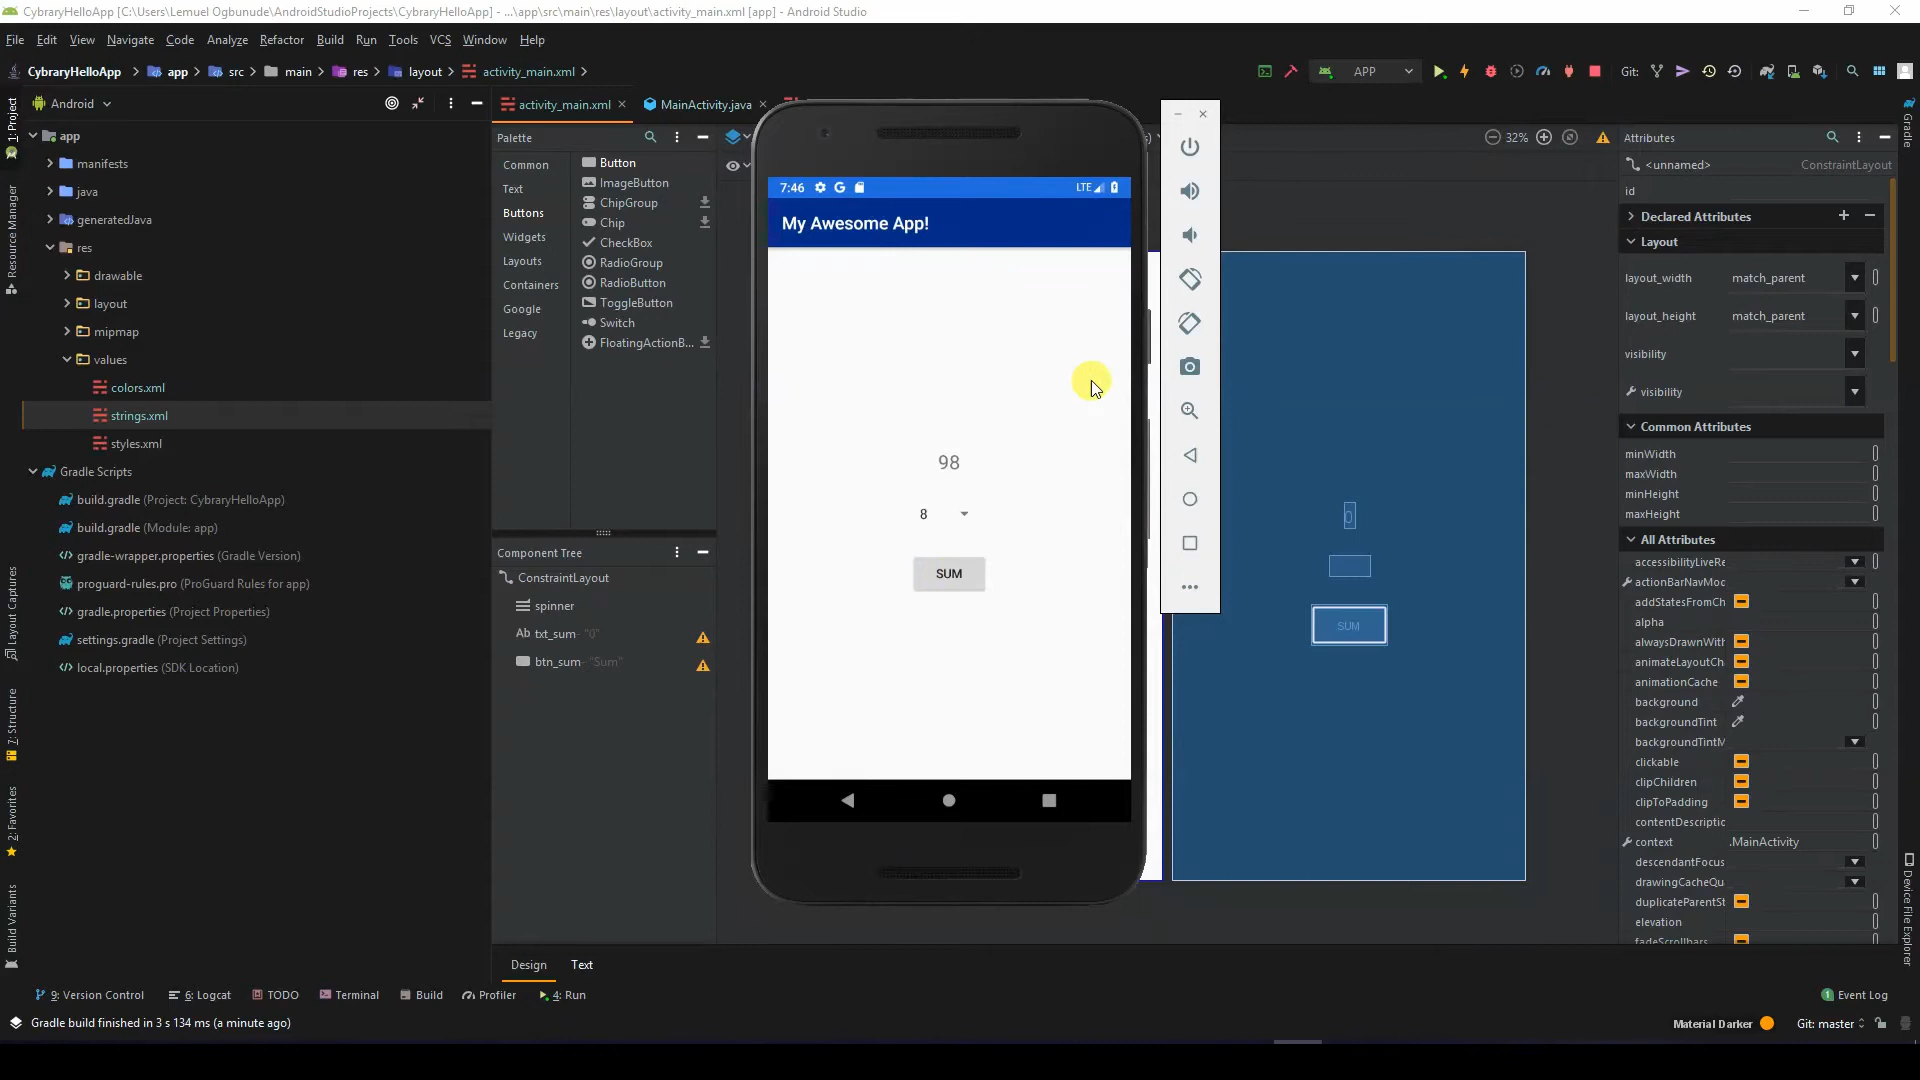 CybraryHelloApp [C:\Users\Lemuel Ogbunude\AndroidStudioProjects\CybraryHelloApp] - ...\app\src\main\res\layout\activity_main.xml [app] - Android Studio
File Edit View Navigate Code Analyze Refactor Build Run Tools VCS Window Help
CybraryHelloApp app src main res layout activity_main.xml APP Git:
Android
activity_main.xml MainActivity.java
1: Project
Resource Manager
Layout Captures
7: Structure
2: Favorites
Build Variants
app
manifests
java
generatedJava
res
drawable
layout
mipmap
values
colors.xml
strings.xml
styles.xml
Gradle Scripts
build.gradle (Project: CybraryHelloApp)
build.gradle (Module: app)
gradle-wrapper.properties (Gradle Version)
proguard-rules.pro (ProGuard Rules for app)
gradle.properties (Project Properties)
settings.gradle (Project Settings)
local.properties (SDK Location)
Palette
Common
Text
Buttons
Widgets
Layouts
Containers
Google
Legacy
Button
ImageButton
ChipGroup
Chip
CheckBox
RadioGroup
RadioButton
ToggleButton
Switch
FloatingActionB...
Component Tree
ConstraintLayout
spinner
Ab txt_sum- "0"
btn_sum- "Sum"
7:46 G LTE
My Awesome App!
98
8
SUM
32%
0
SUM
Attributes
<unnamed> ConstraintLayout
id
Declared Attributes
Layout
layout_width match_parent
layout_height match_parent
visibility
visibility
Common Attributes
minWidth
maxWidth
minHeight
maxHeight
All Attributes
accessibilityLiveRe
actionBarNavMoc
addStatesFromCh
alpha
alwaysDrawnWith
animateLayoutCh
animationCache
background
backgroundTint
backgroundTintM
clickable
clipChildren
clipToPadding
contentDescriptic
context .MainActivity
descendantFocus
drawingCacheQu
duplicateParentSt
elevation
fadeScrollbars
Gradle
Device File Explorer
Design Text
9: Version Control 6: Logcat TODO Terminal Build Profiler 4: Run 1 Event Log
Gradle build finished in 3 s 134 ms (a minute ago) Material Darker Git: master